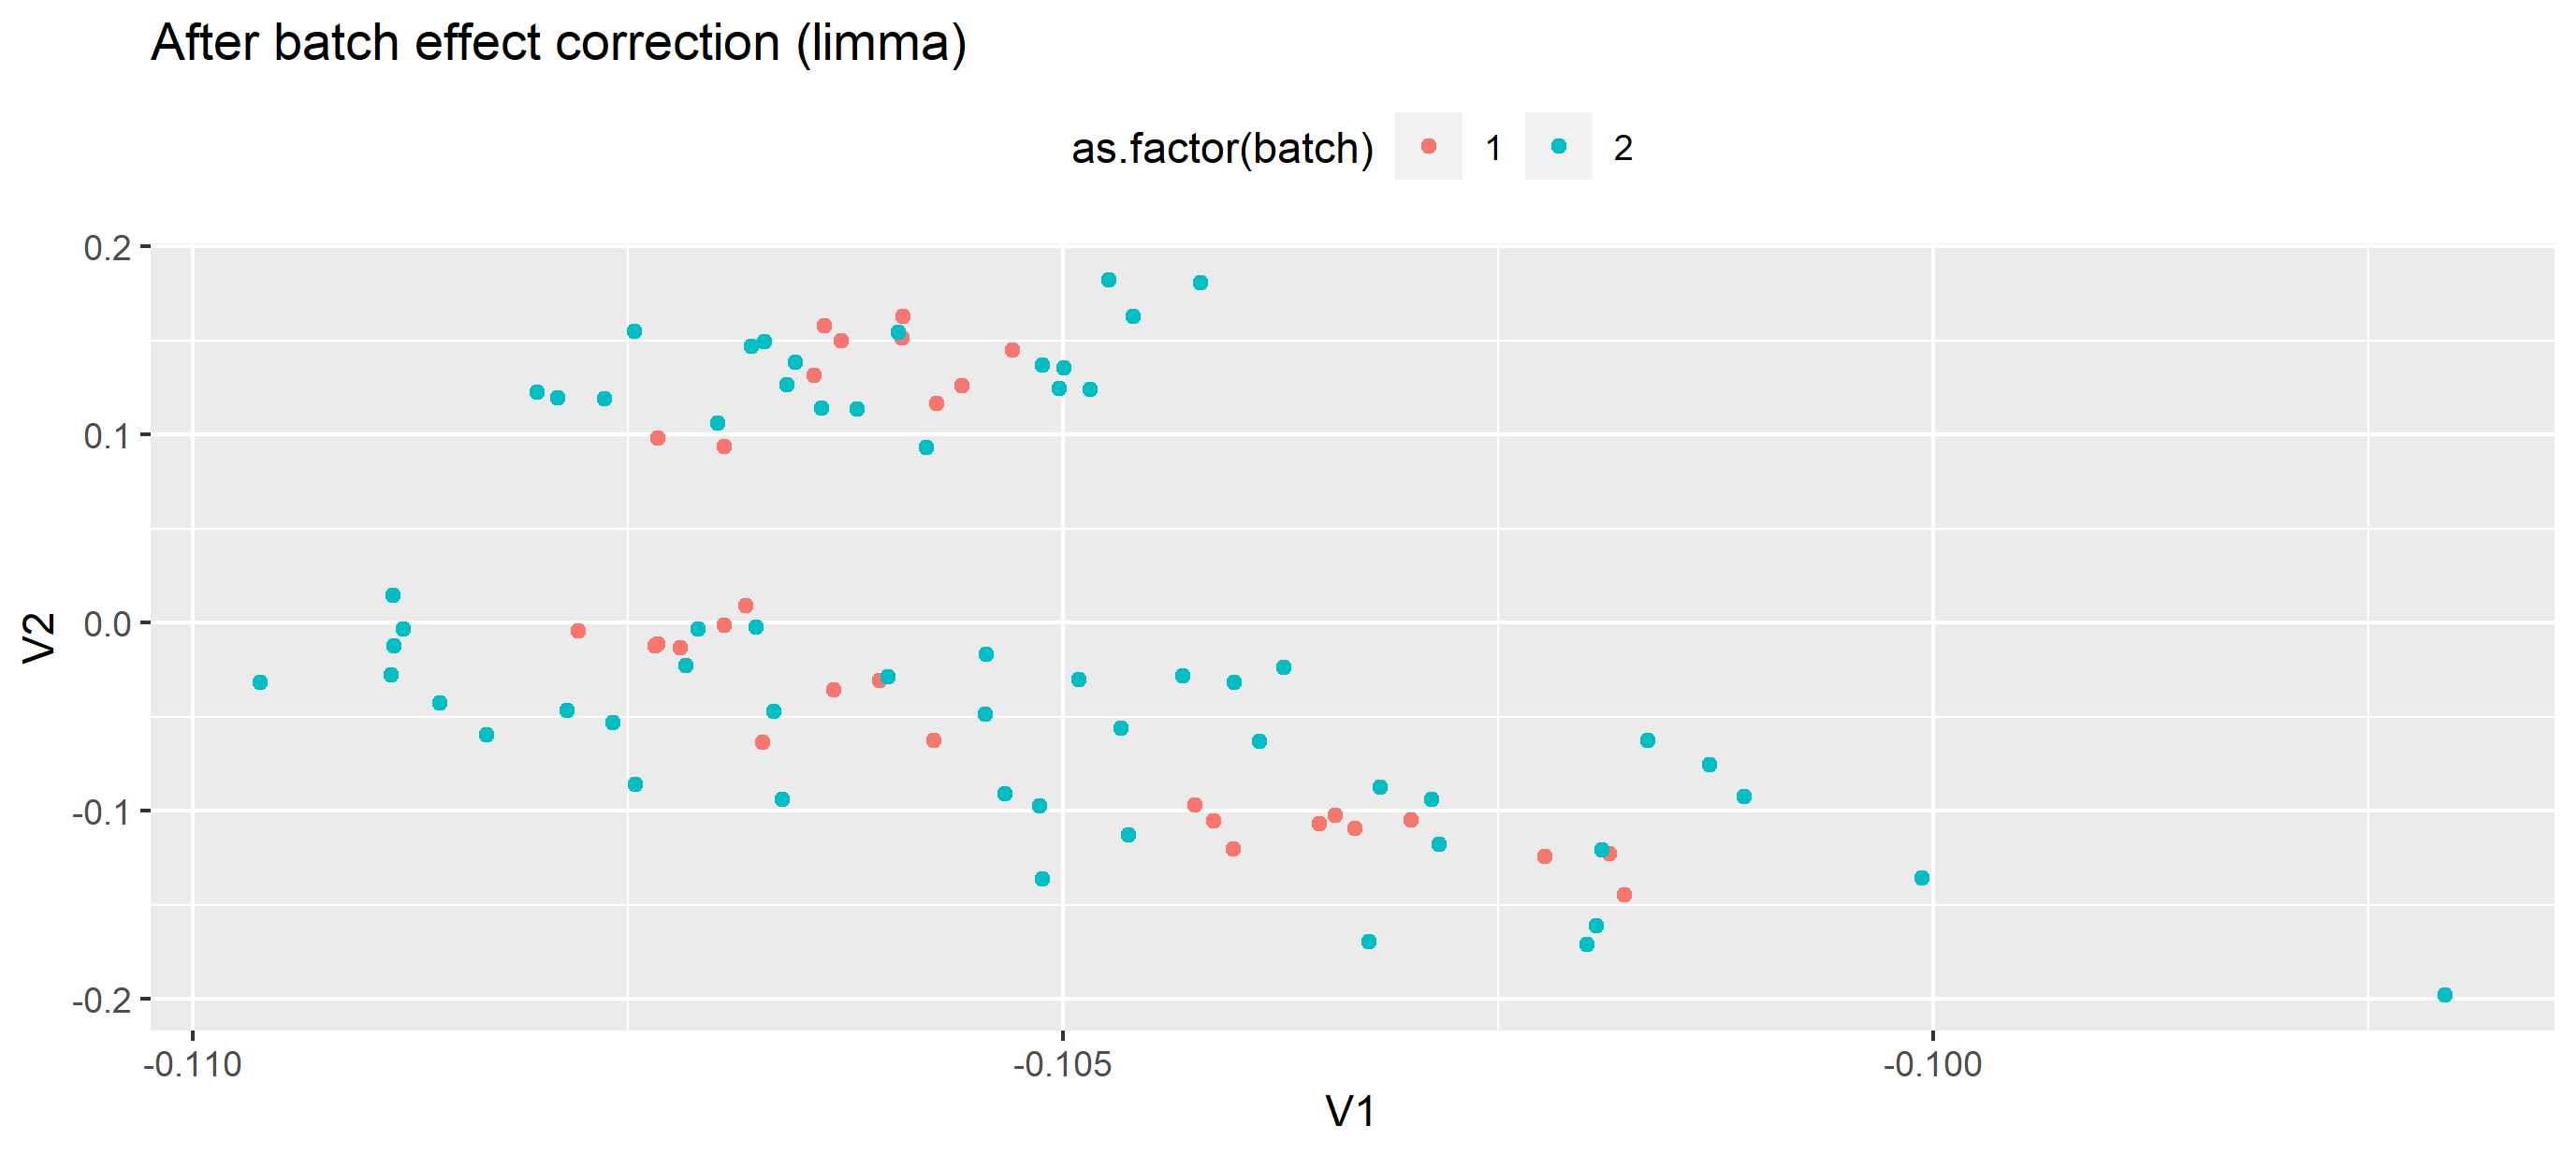 After batch effect correction (limma)
as.factor(batch) 1 2
0.2
0.1
0.0
-0.1
-0.2
V2
-0.110 -0.105 -0.100
V1